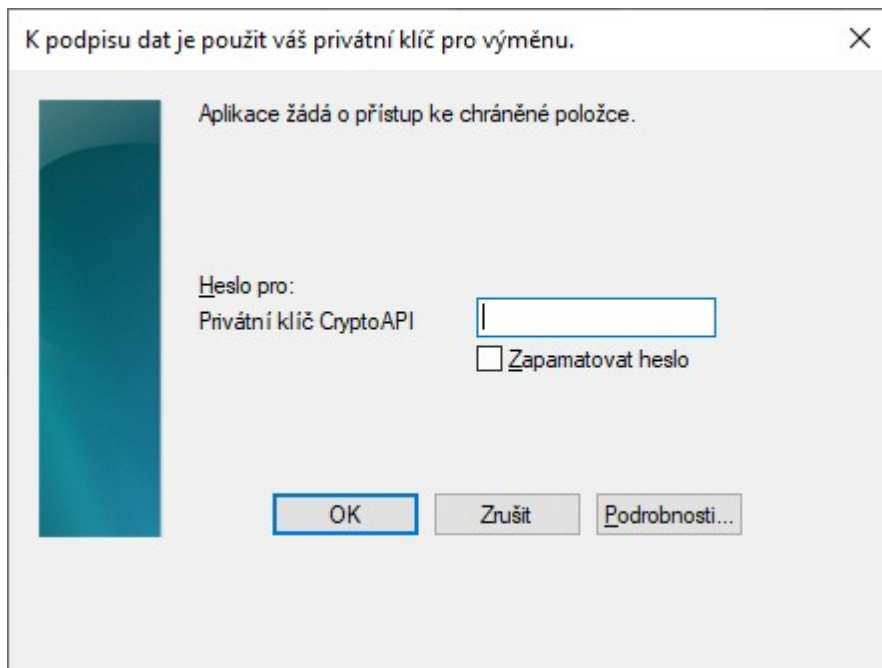 K podpisu dat je použit váš privátní klíč pro výměnu.
Aplikace žádá o přístup ke chráněné položce.
Heslo pro:
Privátní klíč CryptoAPI
Zapamatovat heslo
OK Zrušit Podrobnosti...